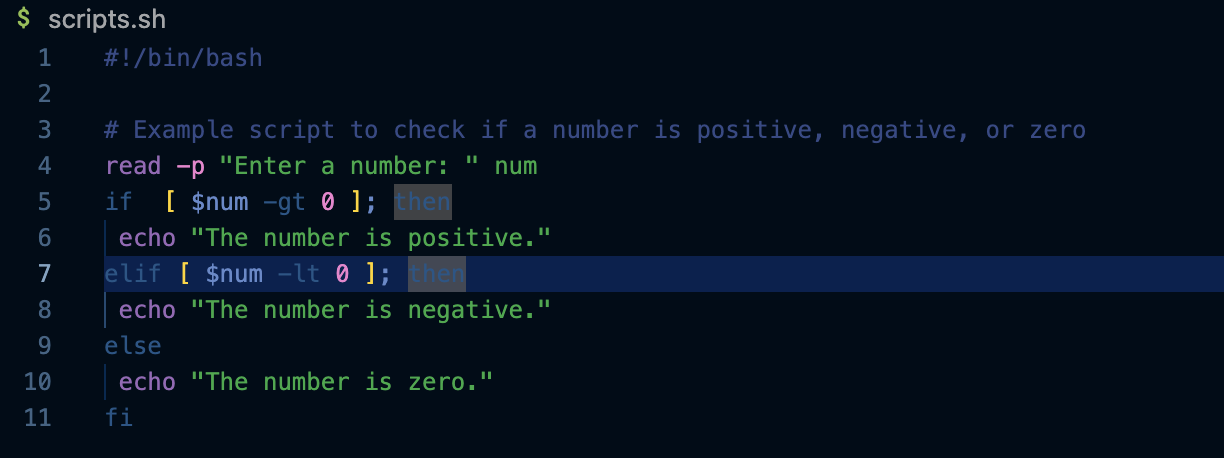 $ scripts.sh
1 #!/bin/bash
2
3 # Example script to check if a number is positive, negative, or zero
4 read -p "Enter a number: " num
5 if  [ $num -gt 0 ]; then
6  echo "The number is positive."
7 elif [ $num -lt 0 ]; then
8  echo "The number is negative."
9 else
10  echo "The number is zero."
11 fi